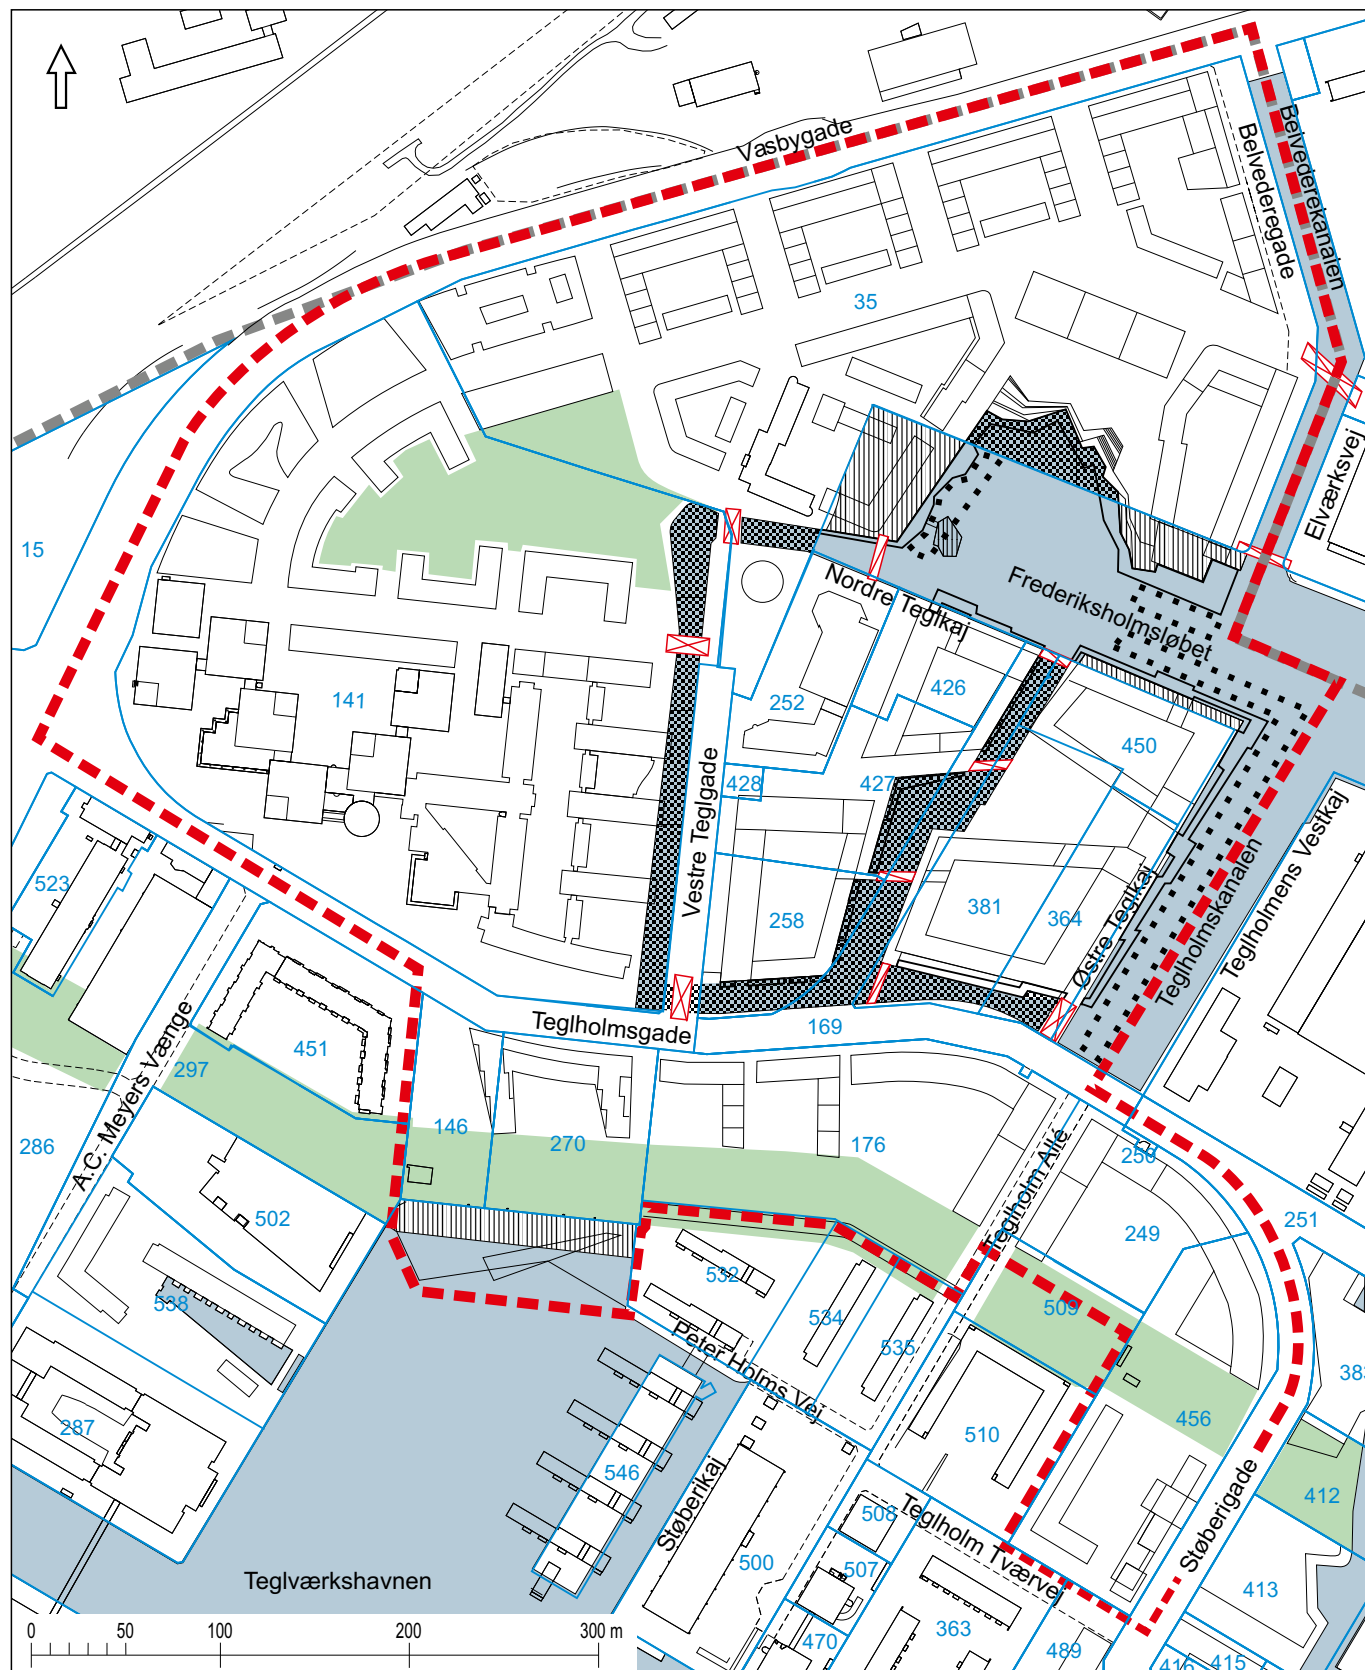 Vasbygade
Belvederekanalen
Belvederegade
35
Elværksvej
15
Nordre Teglkaj
Frederiksholmsløbet
141
252
426
450
428
427
Vestre Teglgade
Teglholmens Vestkaj
Teglholmskanalen
523
258
381
364
Østre Teglkaj
A.C. Meyers Vænge
451
Teglholmsgade
169
297
286
146
270
176
Teglholm Allé
250
249
251
502
532
509
538
534
535
383
Peter Holms Vej
287
510
456
546
Støberikaj
Støberigade
412
508
Teglholm Tværvej
500
507
Teglværkshavnen
413
363
470
489
416
415
0 50 100 200 300 m